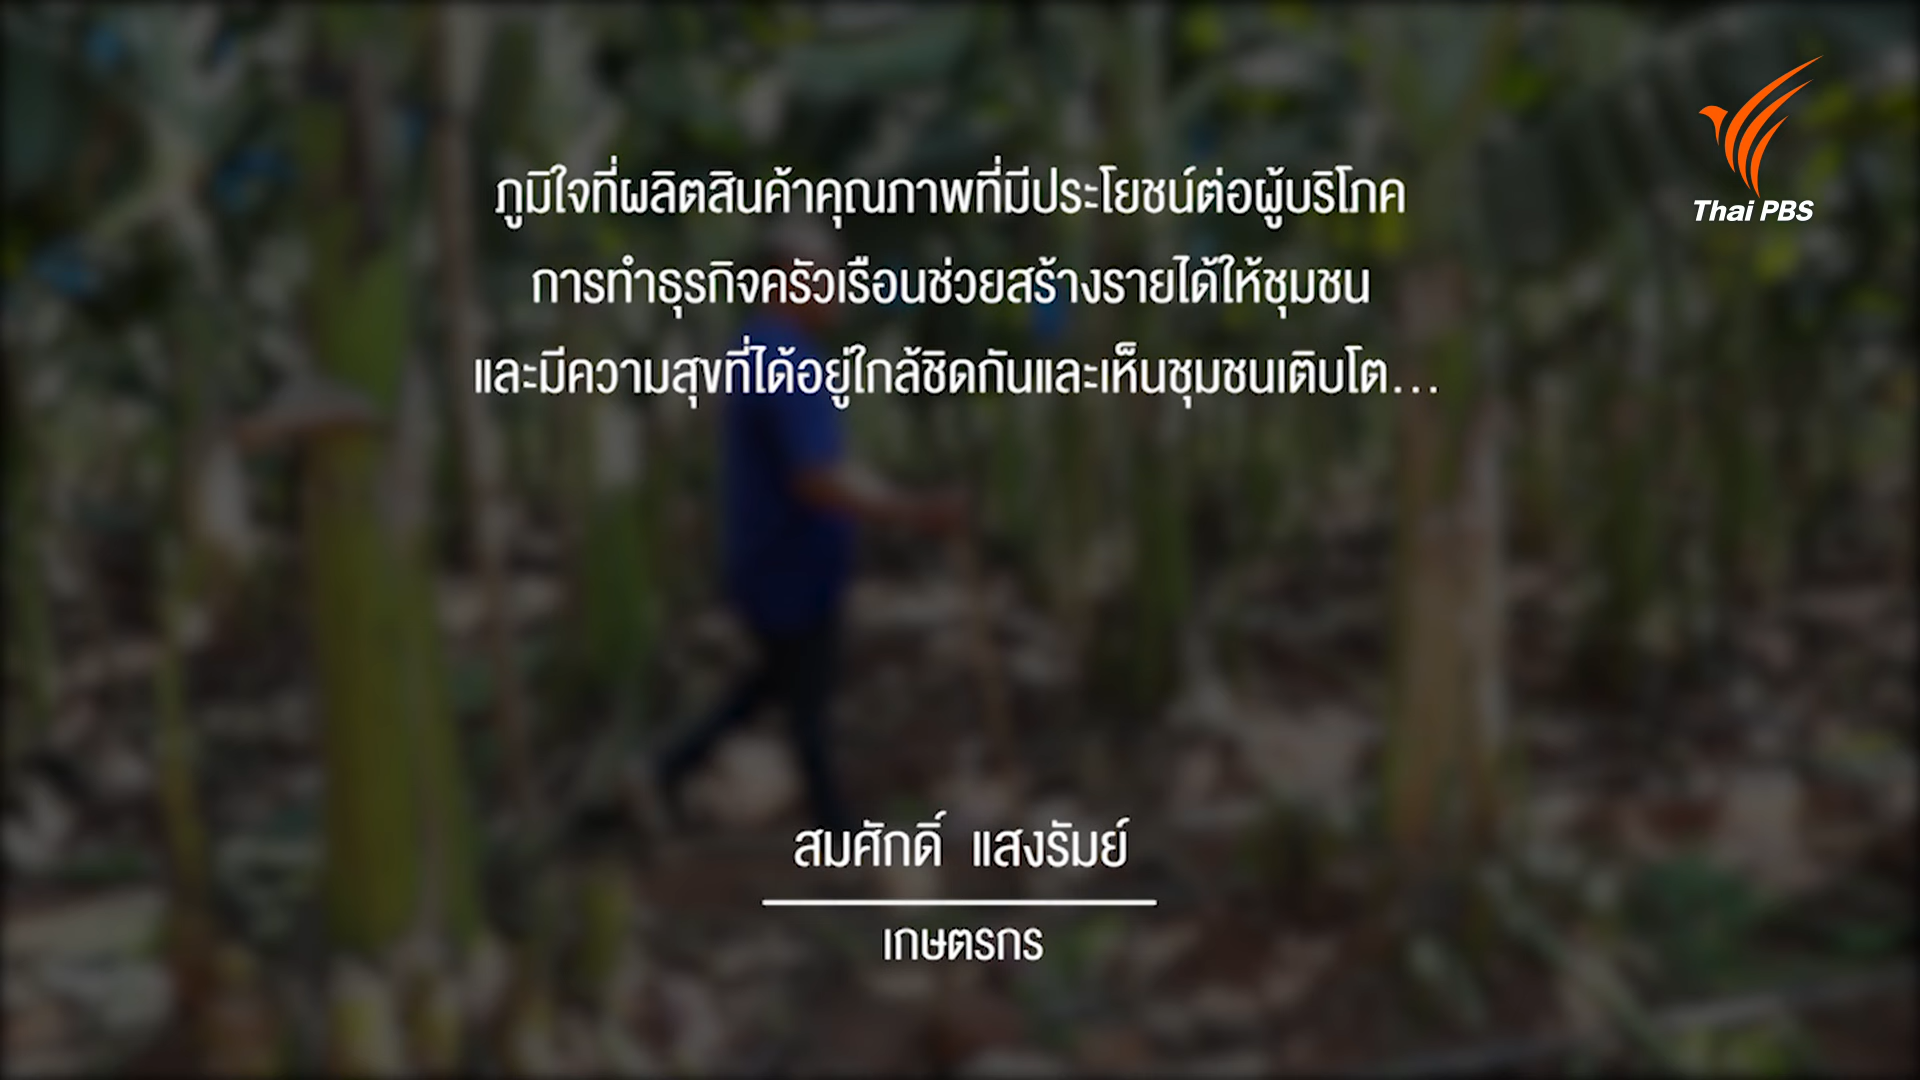 Thai PBS
ภูมิใจที่ผลิตสินค้าคุณภาพที่มีประโยชน์ต่อผู้บริโภค
การทำธุรกิจครัวเรือนช่วยสร้างรายได้ให้ชุมชน
และมีความสุขที่ได้อยู่ใกล้ชิดกันและเห็นชุมชนเติบโต...
สมศักดิ์ แสงรัมย์
เกษตรกร